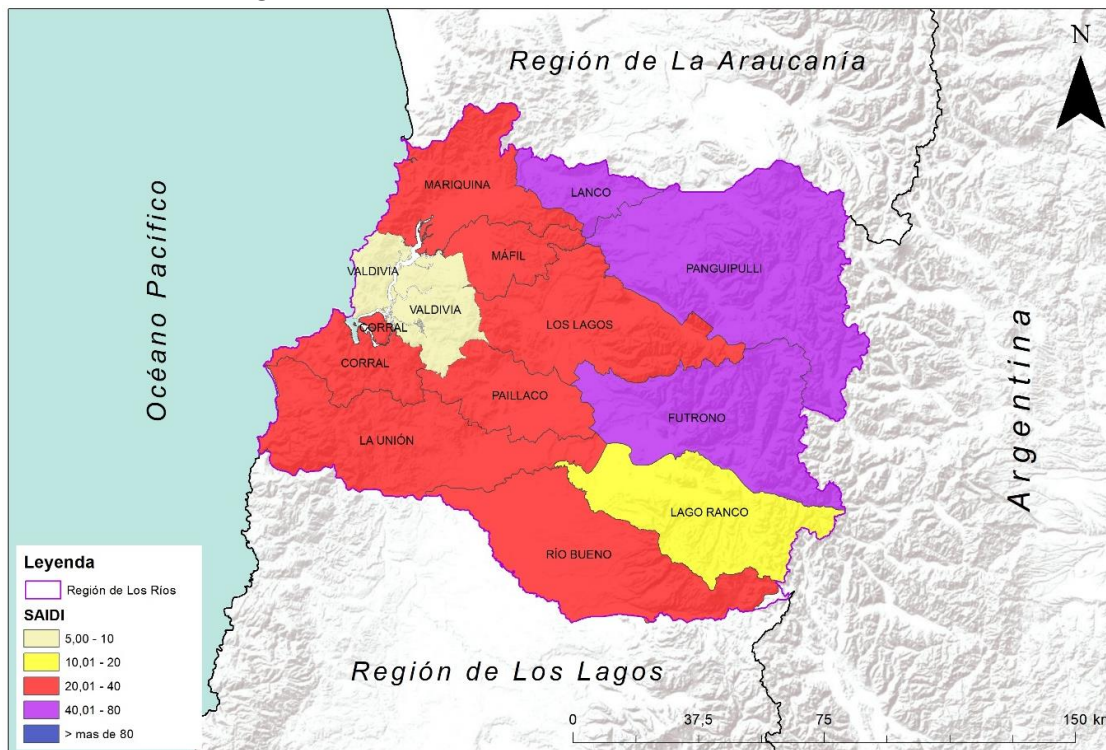 Región de La Araucanía
N
MARIQUINA
LANCO
MÁFIL
PANGUIPULLI
VALDIVIA
VALDIVIA
LOS LAGOS
CORRAL
CORRAL
PAILLACO
FUTRONO
LA UNIÓN
LAGO RANCO
RÍO BUENO
Océano Pacífico
Argentina
Región de Los Lagos
Leyenda
Región de Los Ríos
SAIDI
5,00 - 10
10,01 - 20
20,01 - 40
40,01 - 80
> mas de 80
0 37,5 75 150 km